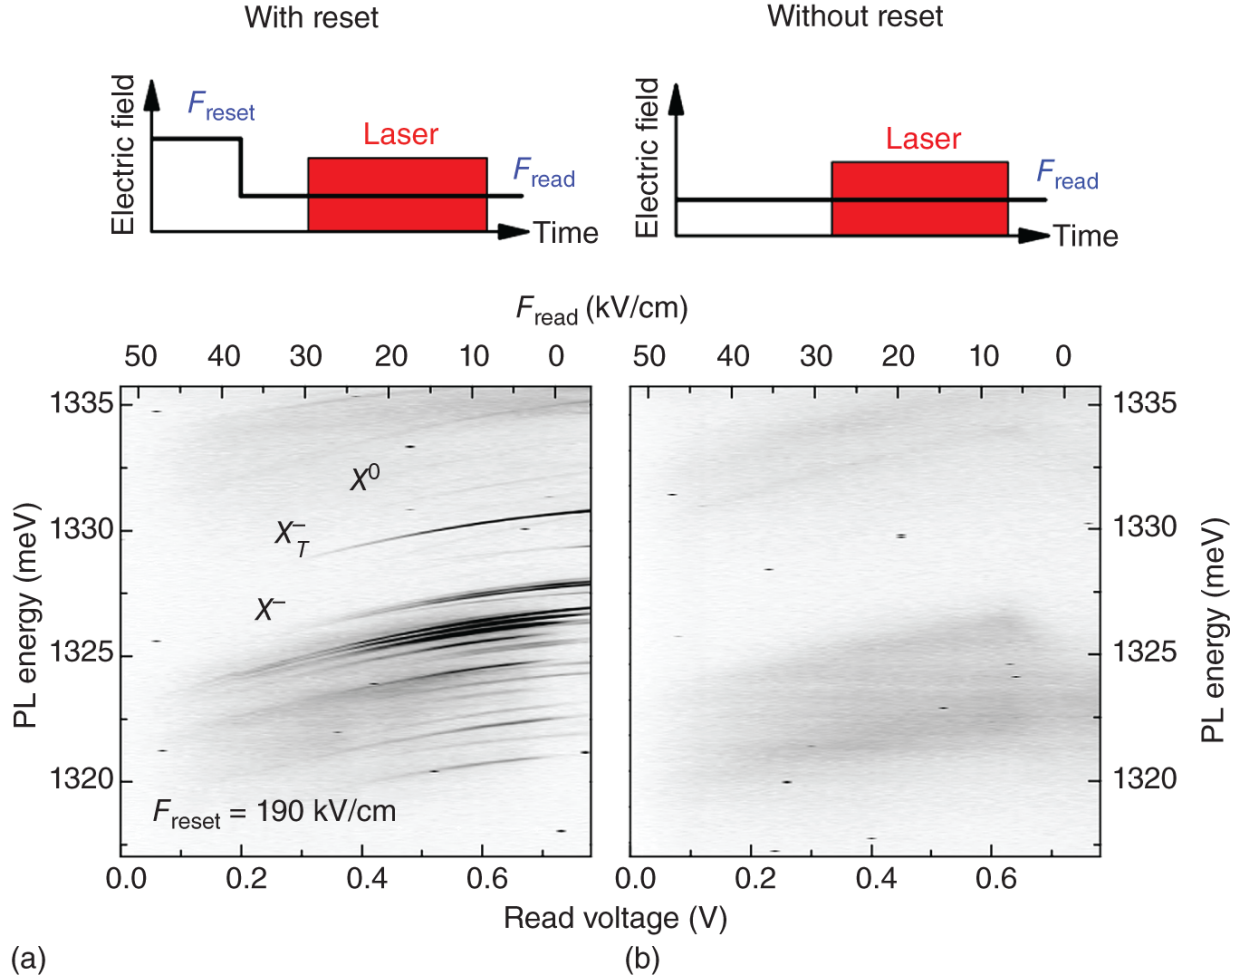 With reset
Without reset
Electric field
F_reset
Laser
F_read
Time
Electric field
Laser
F_read
Time
F_read (kV/cm)
50 40 30 20 10 0
50 40 30 20 10 0
PL energy (meV)
1335
1330
1325
1320
X⁰
X_T⁻
X⁻
F_reset = 190 kV/cm
0.0 0.2 0.4 0.6
1335
1330
1325
1320
PL energy (meV)
0.0 0.2 0.4 0.6
Read voltage (V)
(a)
(b)